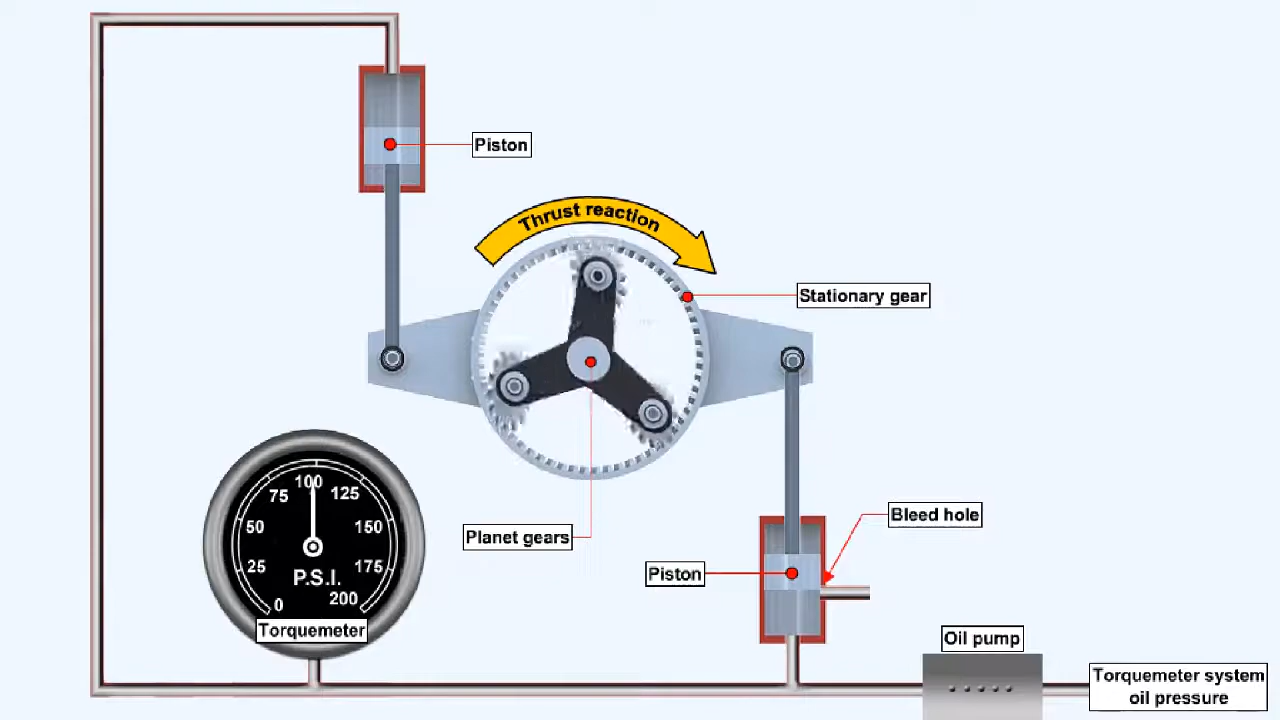 Piston
Thrust reaction
Stationary gear
100
75
125
50
150
25
175
P.S.I.
0
200
Torquemeter
Planet gears
Bleed hole
Piston
Oil pump
Torquemeter system
oil pressure